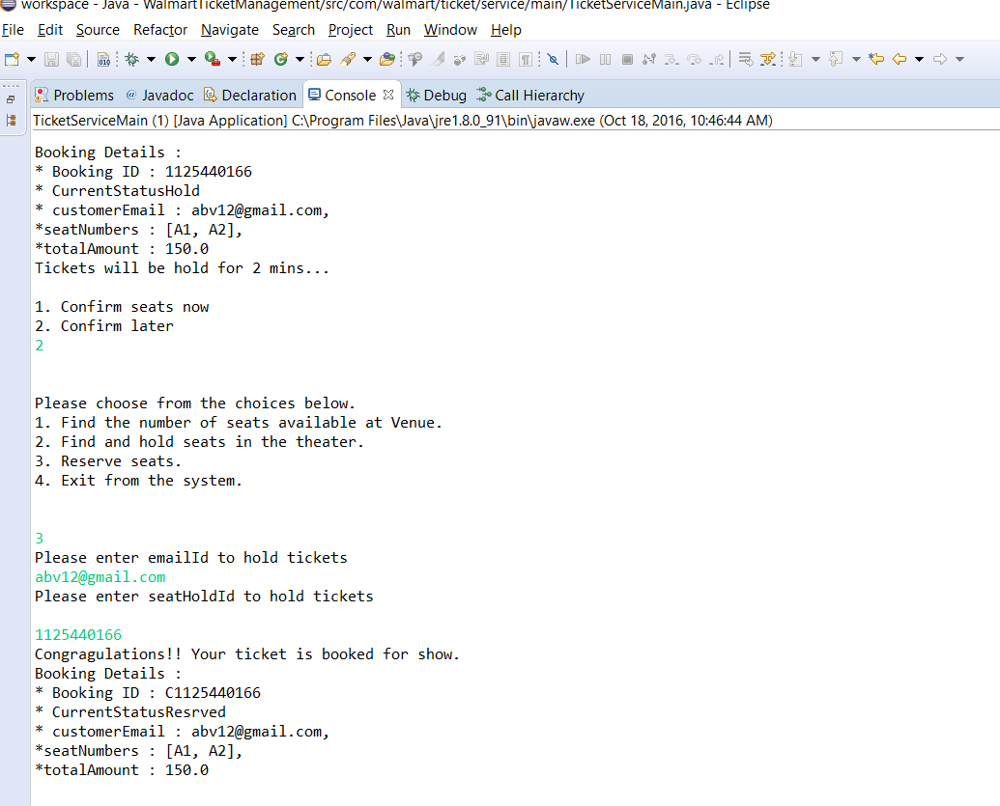 workspace - Java - WalmartTicketManagement/src/com/walmart/ticket/service/main/TicketServiceMain.java - Eclipse
File Edit Source Refactor Navigate Search Project Run Window Help
Problems @ Javadoc Declaration Console Debug Call Hierarchy
TicketServiceMain (1) [Java Application] C:\Program Files\Java\jre1.8.0_91\bin\javaw.exe (Oct 18, 2016, 10:46:44 AM)
Booking Details :
* Booking ID : 1125440166
* CurrentStatusHold
* customerEmail : abv12@gmail.com,
*seatNumbers : [A1, A2],
*totalAmount : 150.0
Tickets will be hold for 2 mins...
1. Confirm seats now
2. Confirm later
2
Please choose from the choices below.
1. Find the number of seats available at Venue.
2. Find and hold seats in the theater.
3. Reserve seats.
4. Exit from the system.
3
Please enter emailId to hold tickets
abv12@gmail.com
Please enter seatHoldId to hold tickets
1125440166
Congragulations!! Your ticket is booked for show.
Booking Details :
* Booking ID : C1125440166
* CurrentStatusResrved
* customerEmail : abv12@gmail.com,
*seatNumbers : [A1, A2],
*totalAmount : 150.0